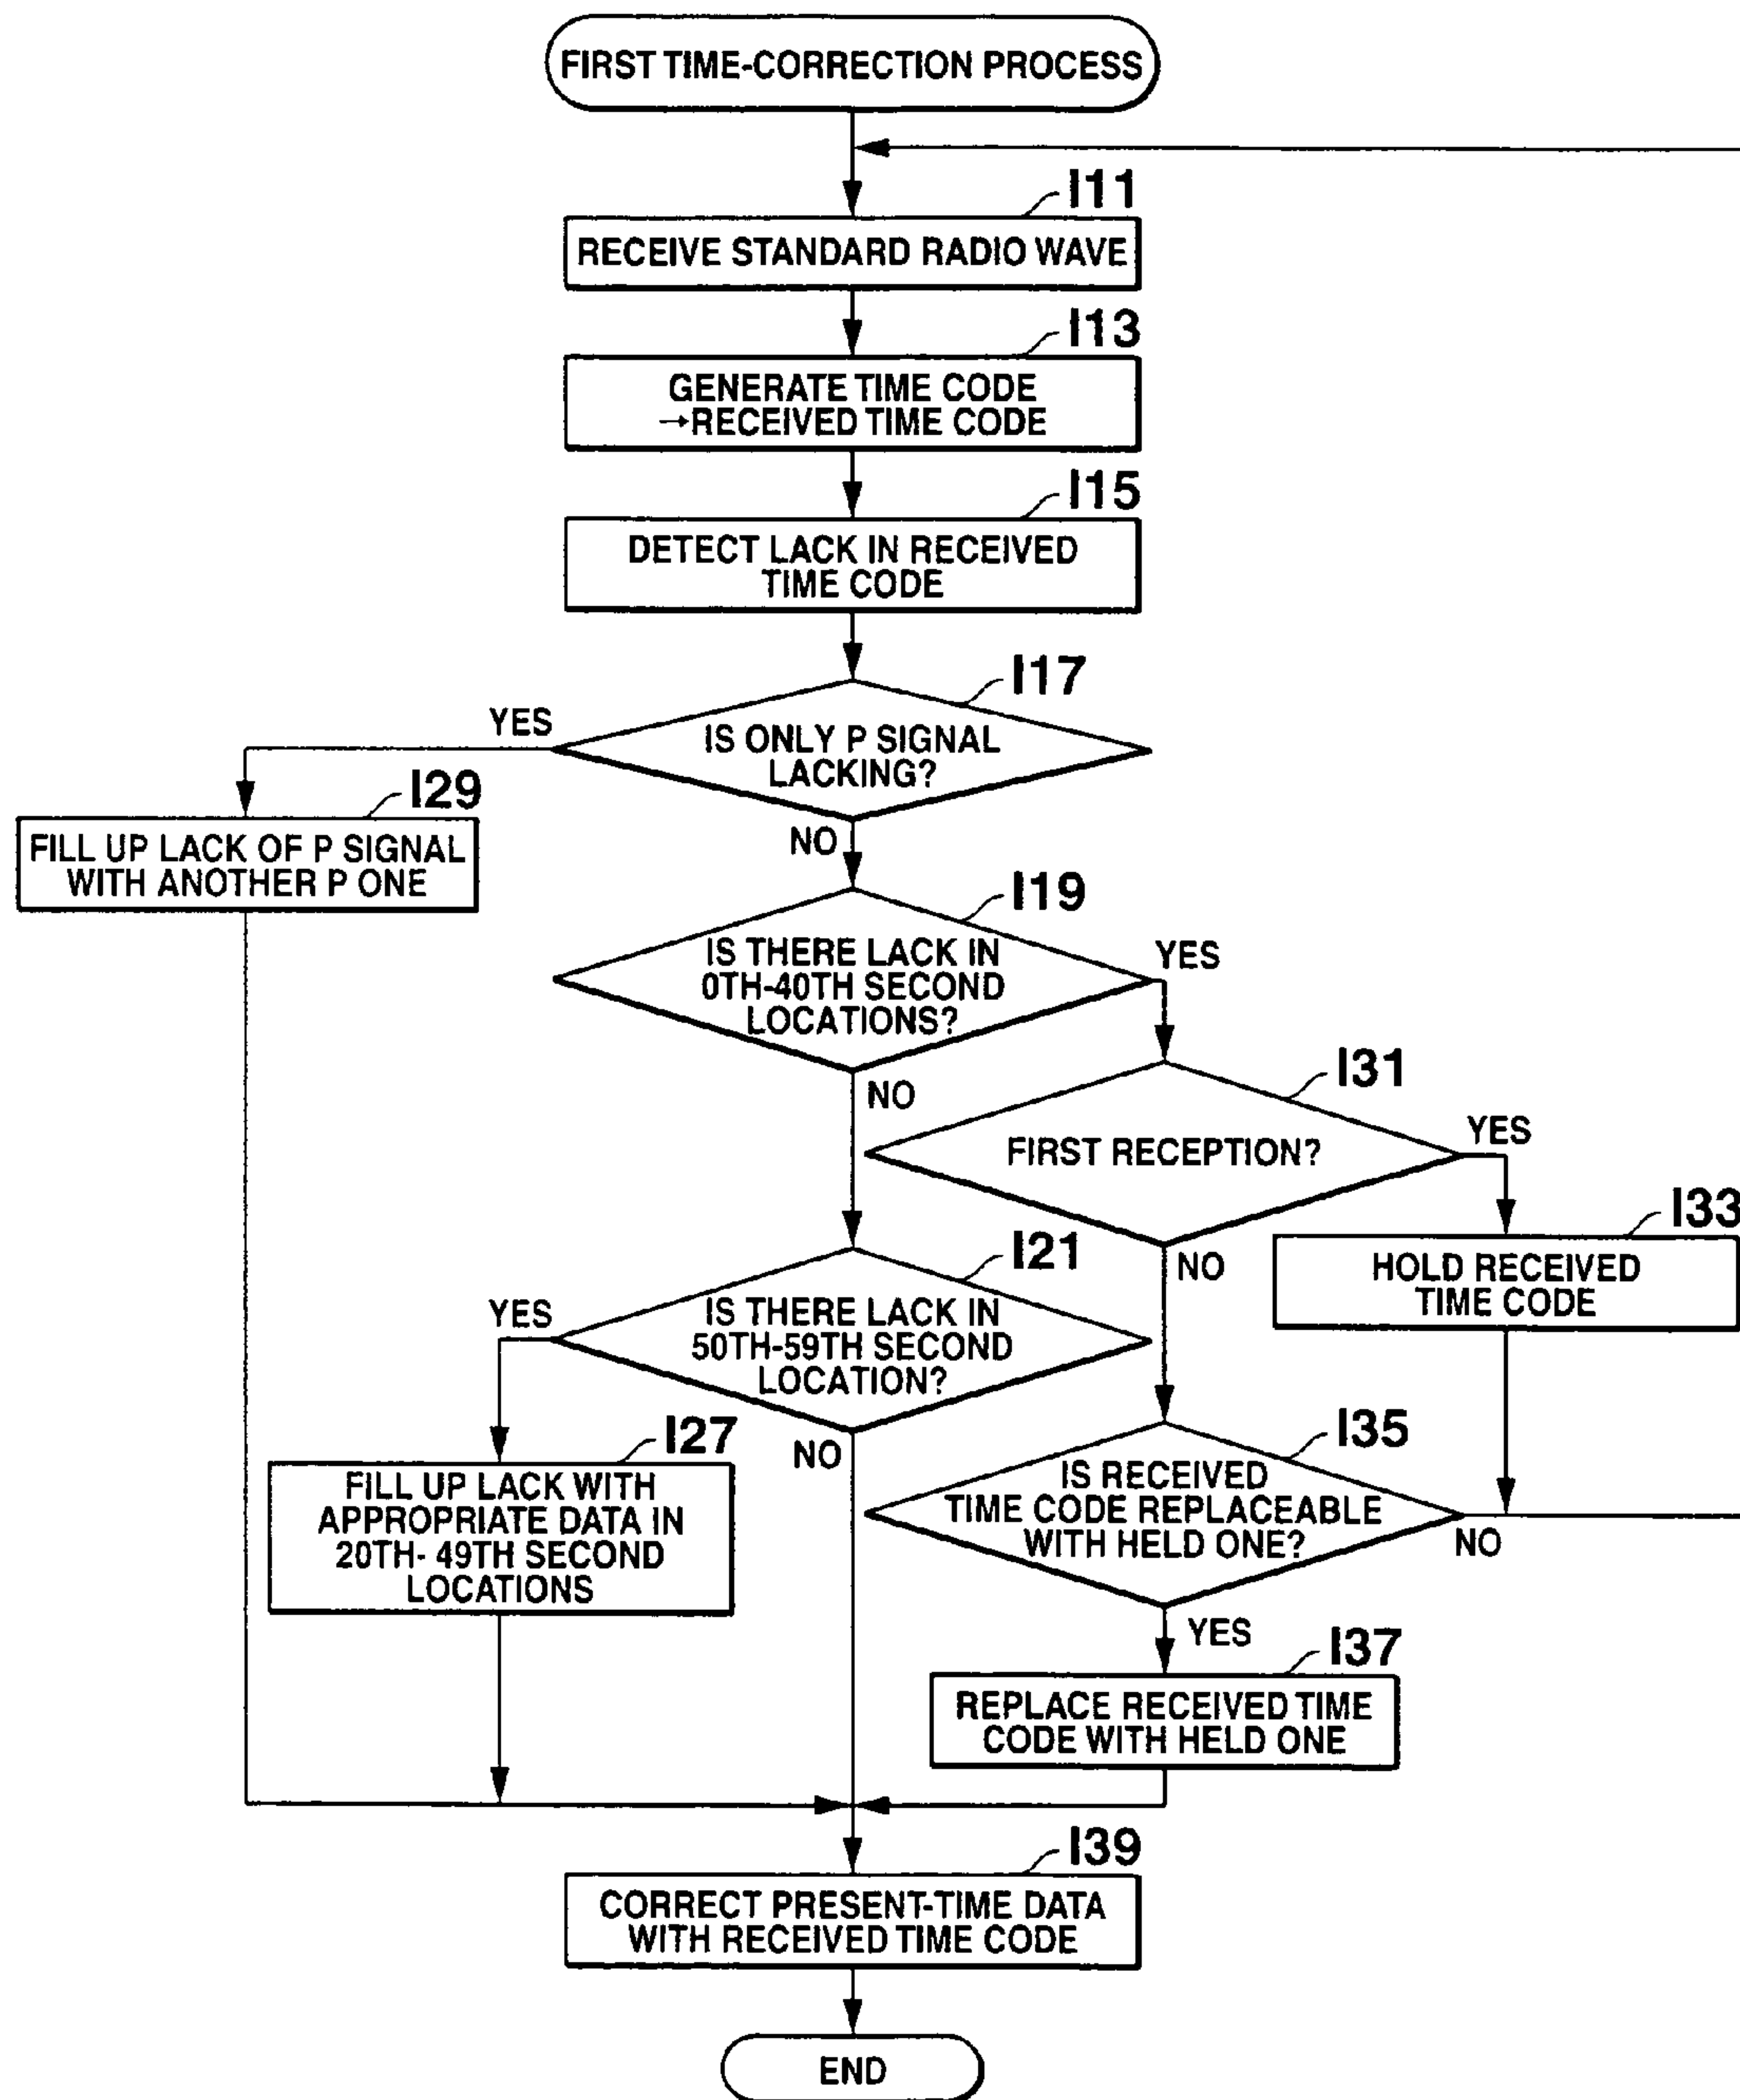 FIRST TIME-CORRECTION PROCESS
I11
RECEIVE STANDARD RADIO WAVE
I13
GENERATE TIME CODE
→RECEIVED TIME CODE
I15
DETECT LACK IN RECEIVED
TIME CODE
I17
YES
IS ONLY P SIGNAL
LACKING?
NO
I29
FILL UP LACK OF P SIGNAL
WITH ANOTHER P ONE
I19
IS THERE LACK IN
0TH-40TH SECOND
LOCATIONS?
YES
NO
I31
FIRST RECEPTION?
YES
NO
I33
HOLD RECEIVED
TIME CODE
I21
YES
IS THERE LACK IN
50TH-59TH SECOND
LOCATION?
NO
I27
FILL UP LACK WITH
APPROPRIATE DATA IN
20TH- 49TH SECOND
LOCATIONS
I35
IS RECEIVED
TIME CODE REPLACEABLE
WITH HELD ONE?
NO
YES
I37
REPLACE RECEIVED TIME
CODE WITH HELD ONE
I39
CORRECT PRESENT-TIME DATA
WITH RECEIVED TIME CODE
END